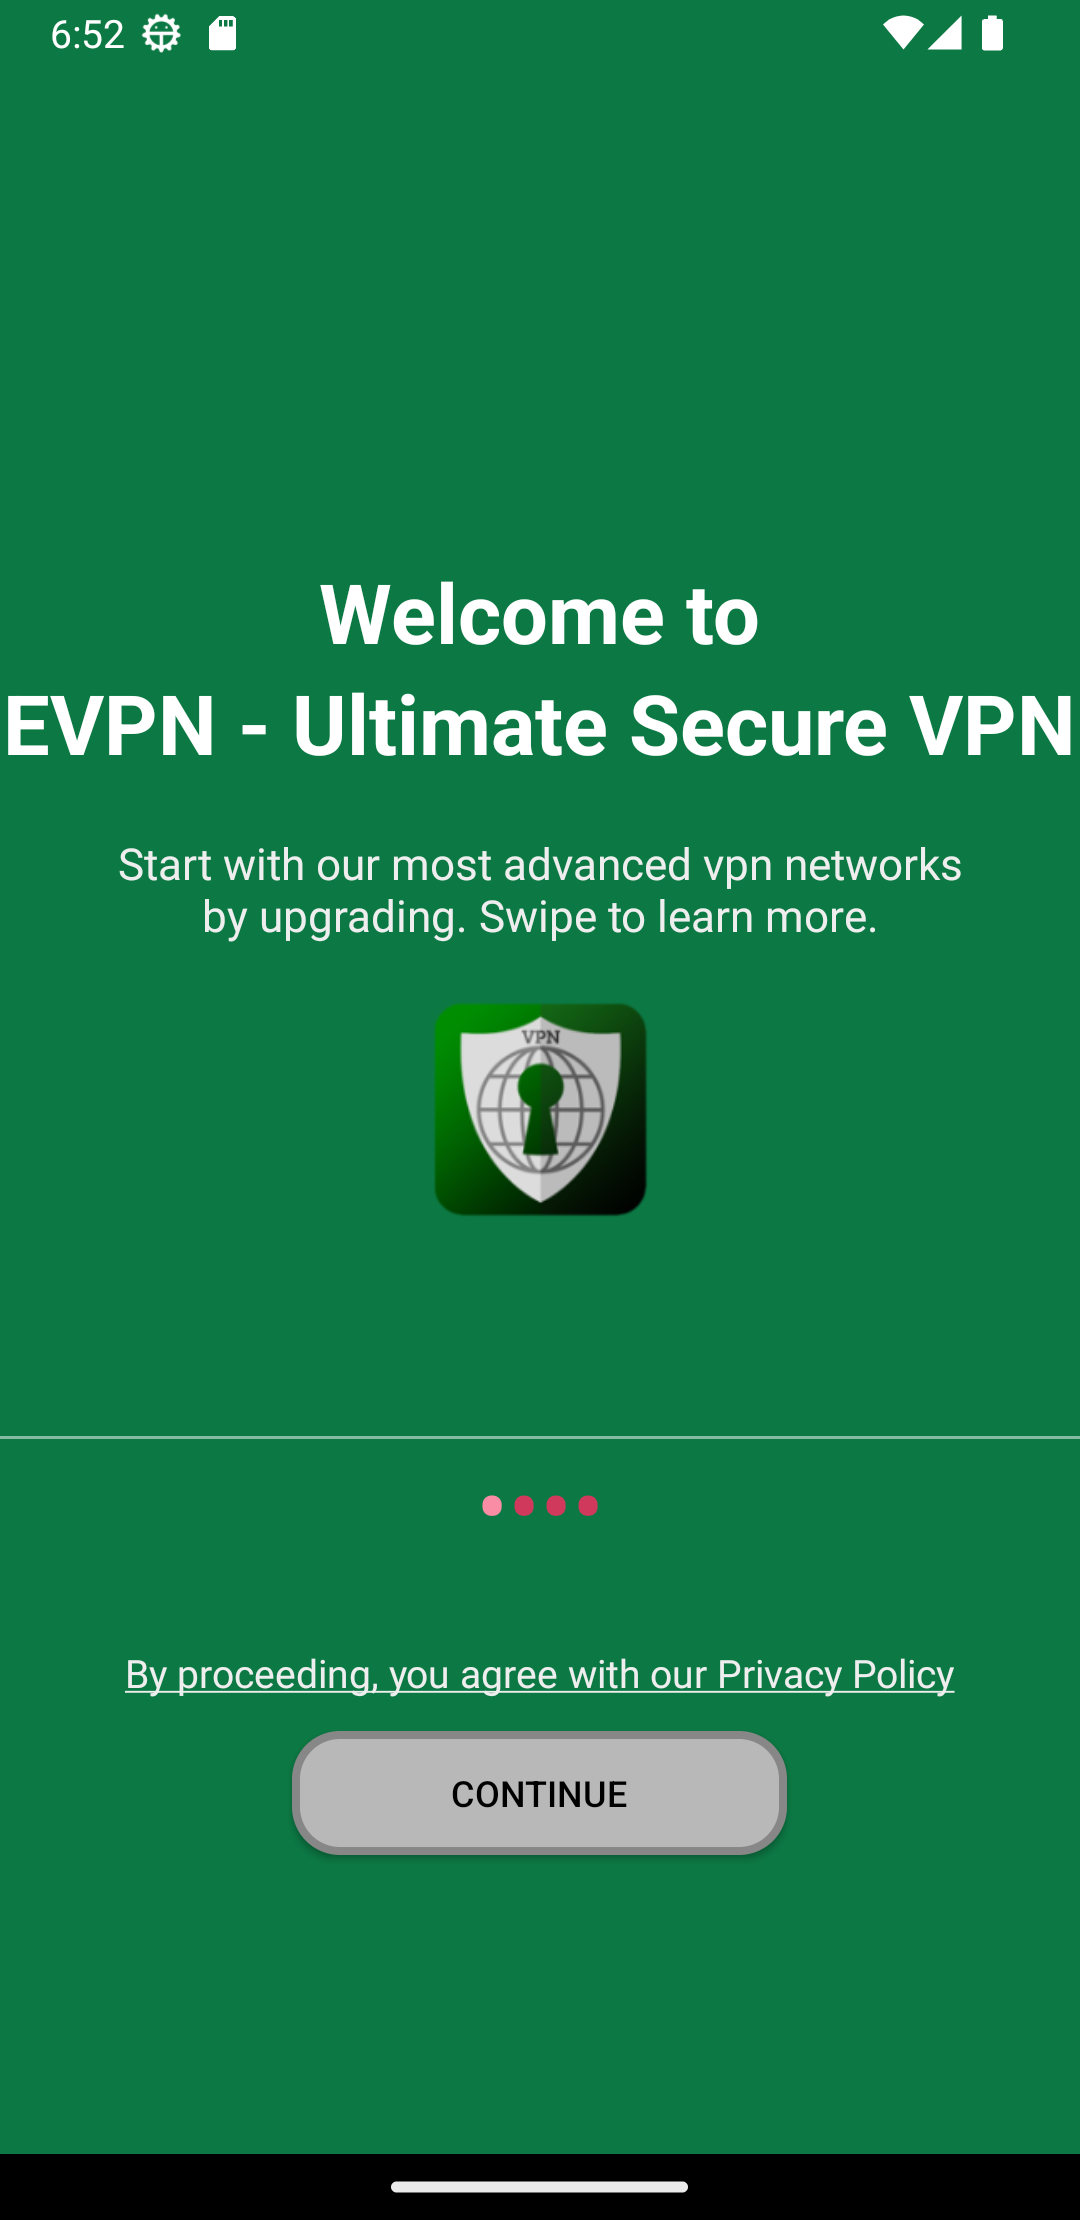 6:52
Welcome to
EVPN - Ultimate Secure VPN
Start with our most advanced vpn networks
by upgrading. Swipe to learn more.
VPN
By proceeding, you agree with our Privacy Policy
CONTINUE